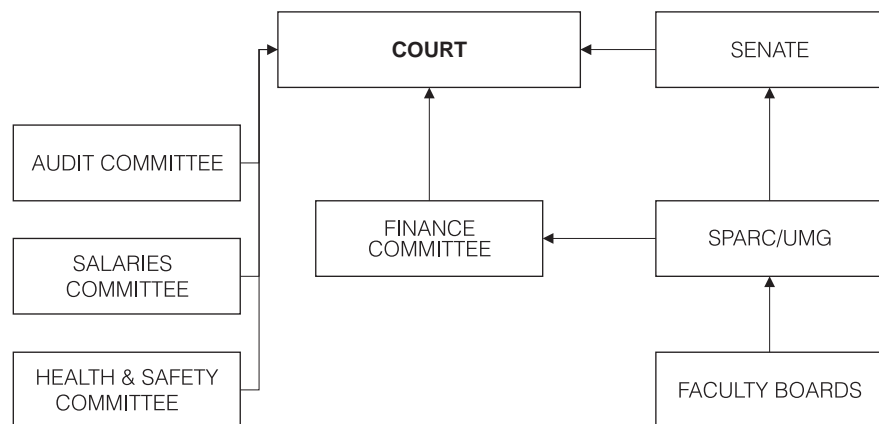 COURT
SENATE
AUDIT COMMITTEE
FINANCE
COMMITTEE
SPARC/UMG
SALARIES
COMMITTEE
HEALTH & SAFETY
COMMITTEE
FACULTY BOARDS